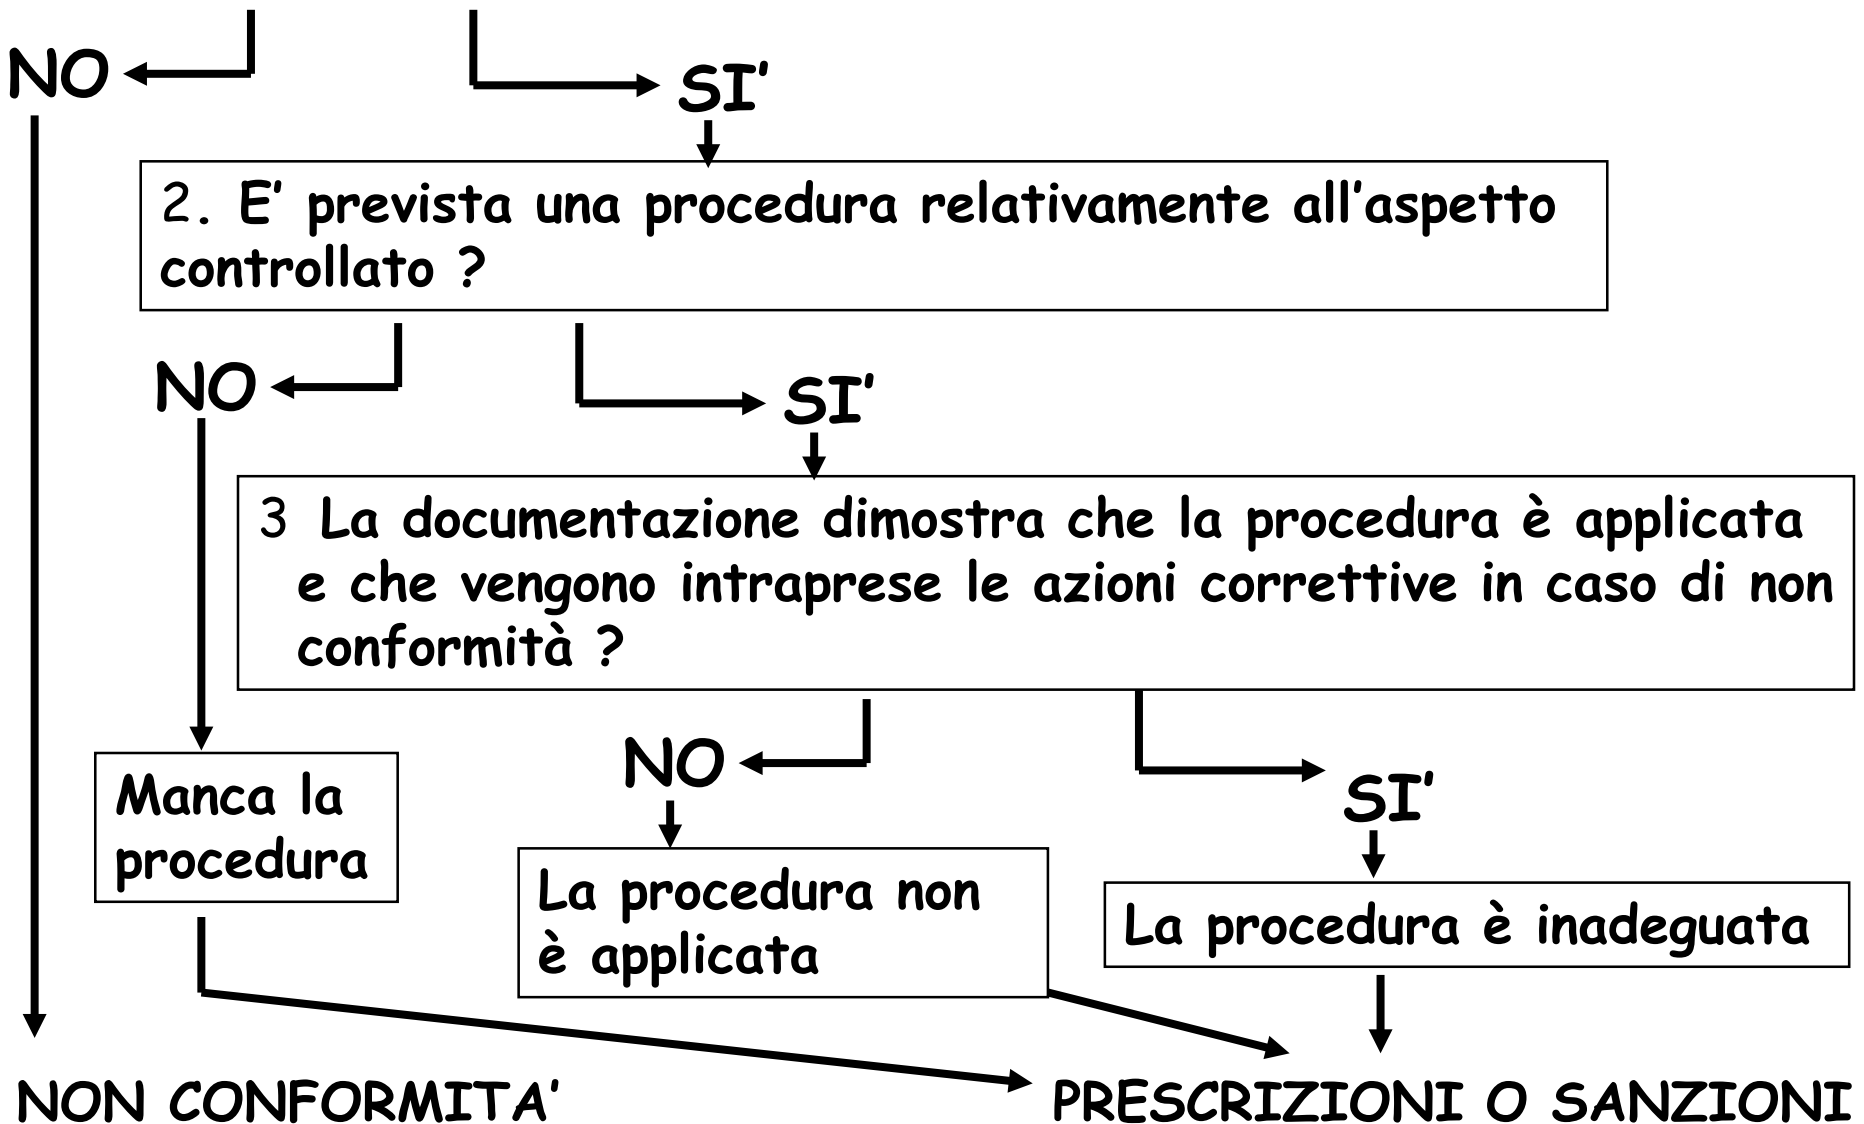 NO
SI'
2. E' prevista una procedura relativamente all'aspetto
controllato ?
NO
SI'
3 La documentazione dimostra che la procedura è applicata
e che vengono intraprese le azioni correttive in caso di non
conformità ?
NO
SI'
Manca la
procedura
La procedura non
è applicata
La procedura è inadeguata
NON CONFORMITA'
PRESCRIZIONI O SANZIONI